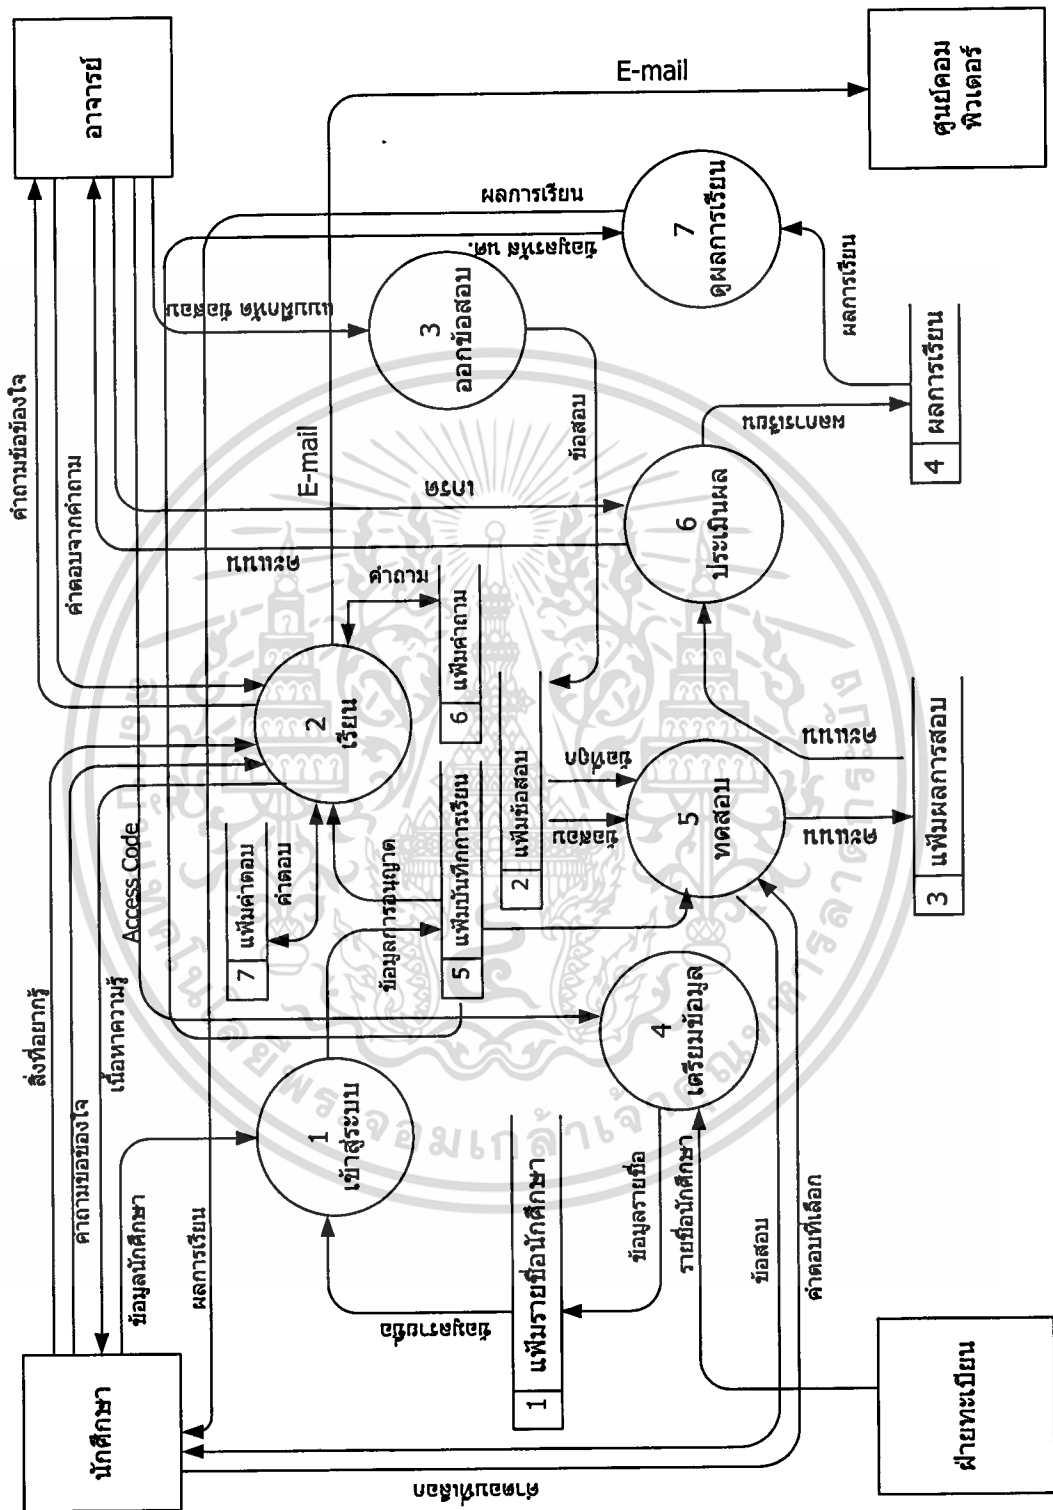 นักศึกษา
อาจารย์
ฝ่ายทะเบียน
ศูนย์คอม
พิวเตอร์
สิ่งที่อยากรู้
คำถามข้อข้องใจ
เนื้อหาความรู้
ข้อมูลนักศึกษา
ผลการเรียน
คำถามข้อข้องใจ
คำตอบจากคำถาม
Access Code
1
เข้าสู่ระบบ
2
เรียน
3
ออกข้อสอบ
4
เตรียมข้อมูล
5
ทดสอบ
6
ประเมินผล
7
ดูผลการเรียน
7 แฟ้มคำตอบ
คำตอบ
ข้อมูลการอนุญาต
5 แฟ้มบันทึกการเรียน
6 แฟ้มคำถาม
คำถาม
2 แฟ้มข้อสอบ
ข้อสอบ
ข้อที่ถูก
1 แฟ้มรายชื่อนักศึกษา
ข้อมูลรายชื่อ
ข้อมูลรายชื่อ
รายชื่อนักศึกษา
ข้อสอบ
คำตอบที่เลือก
คำตอบที่เลือก
3 แฟ้มผลการสอบ
คะแนน
คะแนน
คะแนน
เกรด
4 ผลการเรียน
ผลการเรียน
ผลการเรียน
ผลการเรียน
ข้อมูลรหัส นศ.
แบบฝึกหัด ข้อสอบ
ข้อสอบ
E-mail
E-mail